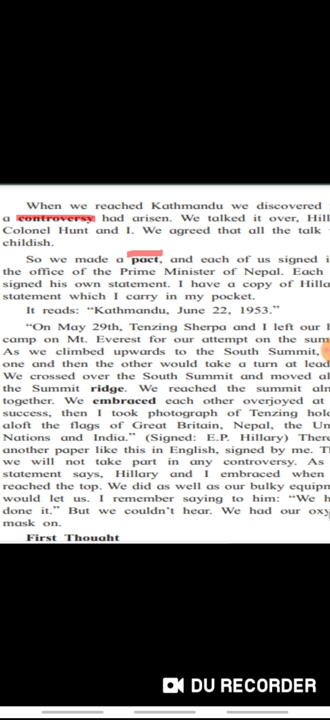 When we reached Kathmandu we discovered
a controversy had arisen. We talked it over, Hill
Colonel Hunt and I. We agreed that all the talk
childish.
So we made a pact, and each of us signed i
the office of the Prime Minister of Nepal. Each
signed his own statement. I have a copy of Hilla
statement which I carry in my pocket.
It reads: “Kathmandu, June 22, 1953.”
“On May 29th, Tenzing Sherpa and I left our h
camp on Mt. Everest for our attempt on the sum
As we climbed upwards to the South Summit,
one and then the other would take a turn at lead
We crossed over the South Summit and moved al
the Summit ridge. We reached the summit alm
together. We embraced each other overjoyed at
success, then I took photograph of Tenzing hold
aloft the flags of Great Britain, Nepal, the Un
Nations and India.” (Signed: E.P. Hillary) There
another paper like this in English, signed by me. T
we will not take part in any controversy. As
statement says, Hillary and I embraced when
reached the top. We did as well as our bulky equipn
would let us. I remember saying to him: “We h
done it.” But we couldn’t hear. We had our oxy
mask on.
First Thought
DU RECORDER